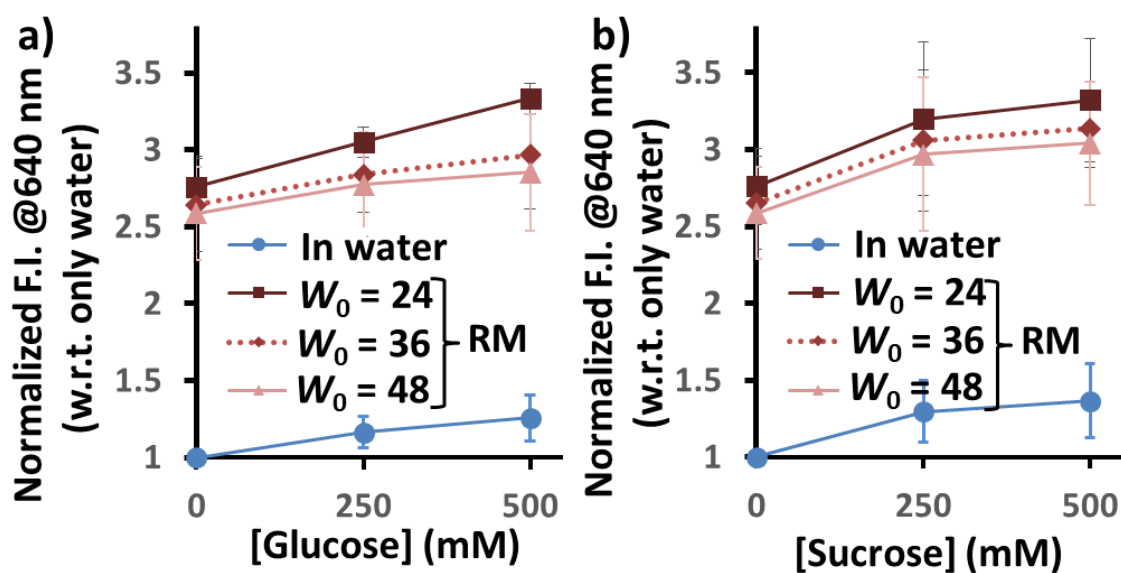 a)
Normalized F.I. @640 nm
(w.r.t. only water)
3.5
3
2.5
2
1.5
1
In water
W₀ = 24
W₀ = 36
W₀ = 48
RM
0
250
500
[Glucose] (mM)
b)
Normalized F.I. @640 nm
(w.r.t. only water)
3.5
3
2.5
2
1.5
1
In water
W₀ = 24
W₀ = 36
W₀ = 48
RM
0
250
500
[Sucrose] (mM)